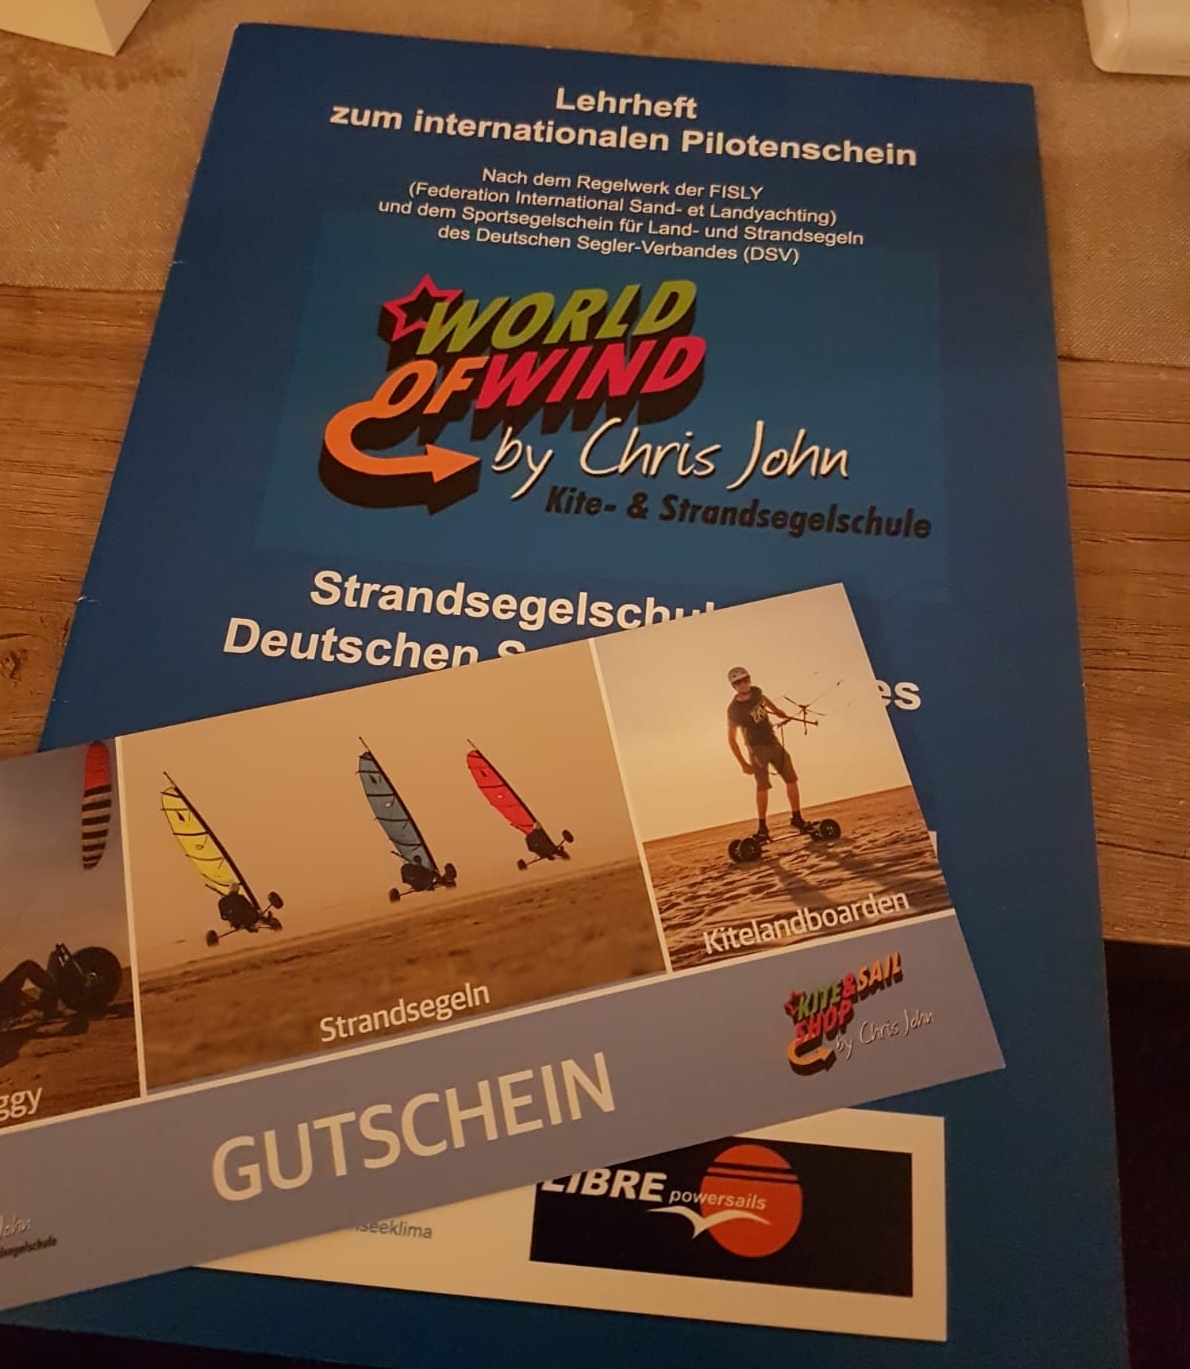 Lehrheft
zum internationalen Pilotenschein
Nach dem Regelwerk der FISLY
(Federation International Sand- et Landyachting)
und dem Sportsegelschein für Land- und Strandsegeln
des Deutschen Segler-Verbandes (DSV)
WORLD
OF WIND
by Chris John
Kite- & Strandsegelschule
Deutschen
Kitelandboarden
Strandsegeln
KITE&SAIL
SHOP
by Chris John
GUTSCHEIN
LIBRE powersails
John